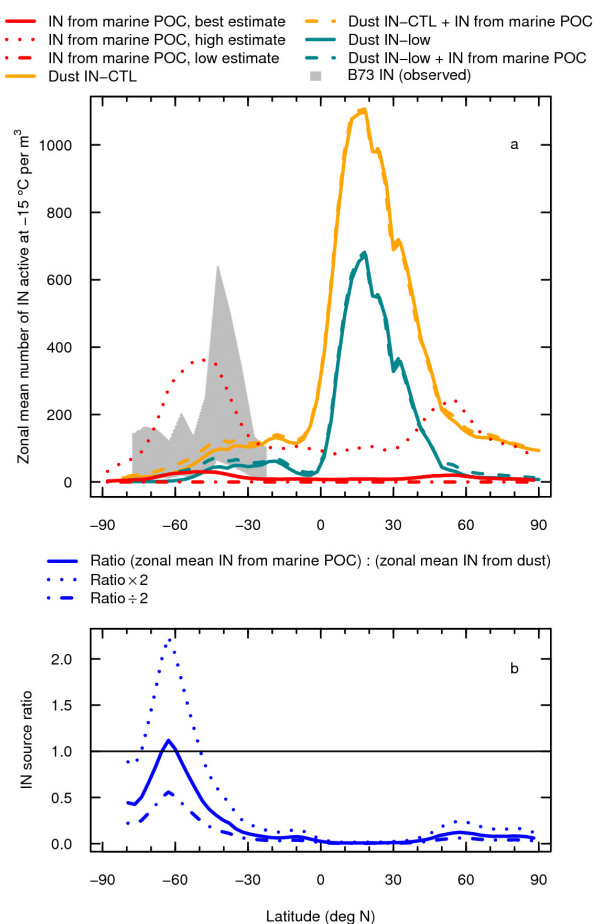 IN from marine POC, best estimate
IN from marine POC, high estimate
IN from marine POC, low estimate
Dust IN−CTL
Dust IN−CTL + IN from marine POC
Dust IN−low
Dust IN−low + IN from marine POC
B73 IN (observed)
Zonal mean number of IN active at −15 °C per m³
a
1000
800
600
400
200
0
−90 −60 −30 0 30 60 90
Ratio (zonal mean IN from marine POC) : (zonal mean IN from dust)
Ratio×2
Ratio÷2
IN source ratio
b
2.0
1.5
1.0
0.5
0.0
−90 −60 −30 0 30 60 90
Latitude (deg N)